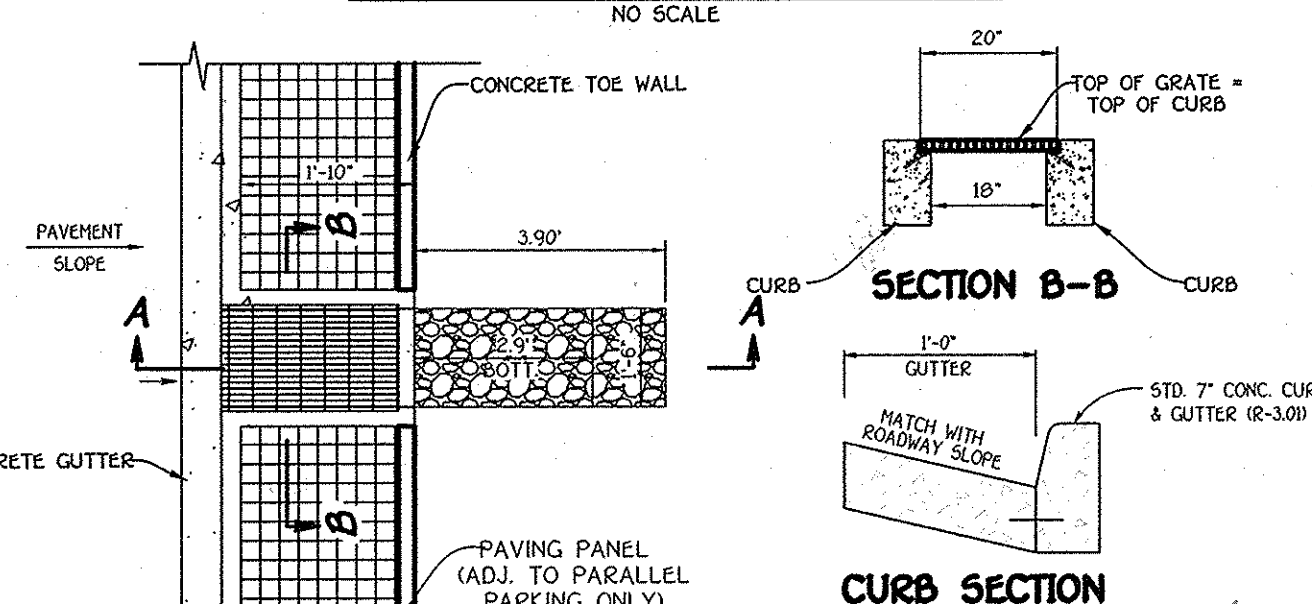 NO SCALE
20"
CONCRETE TOE WALL
TOP OF GRATE =
TOP OF CURB
1'-10"
18"
B
PAVEMENT
SLOPE
3.90'
CURB
SECTION B-B
CURB
A
A
2.9'
BOTT.
1'-6"
1'-0"
GUTTER
STD. 7" CONC. CUR
& GUTTER (R-3.01)
MATCH WITH
ROADWAY SLOPE
RETE GUTTER
B
PAVING PANEL
(ADJ. TO PARALLEL
PARKING ONLY)
CURB SECTION